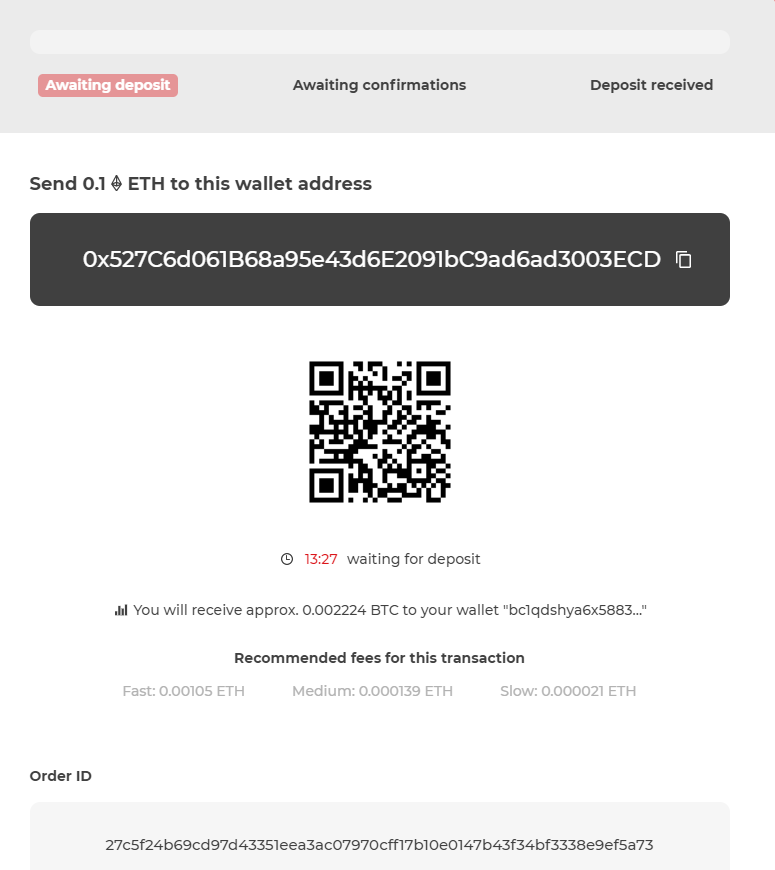 Awaiting deposit
Awaiting confirmations
Deposit received
Send 0.1 ETH to this wallet address
0x527C6d061B68a95e43d6E2091bC9ad6ad3003ECD
13:27 waiting for deposit
You will receive approx. 0.002224 BTC to your wallet "bc1qdshya6x5883..."
Recommended fees for this transaction
Fast: 0.00105 ETH
Medium: 0.000139 ETH
Slow: 0.000021 ETH
Order ID
27c5f24b69cd97d43351eea3ac07970cff17b10e0147b43f34bf3338e9ef5a73